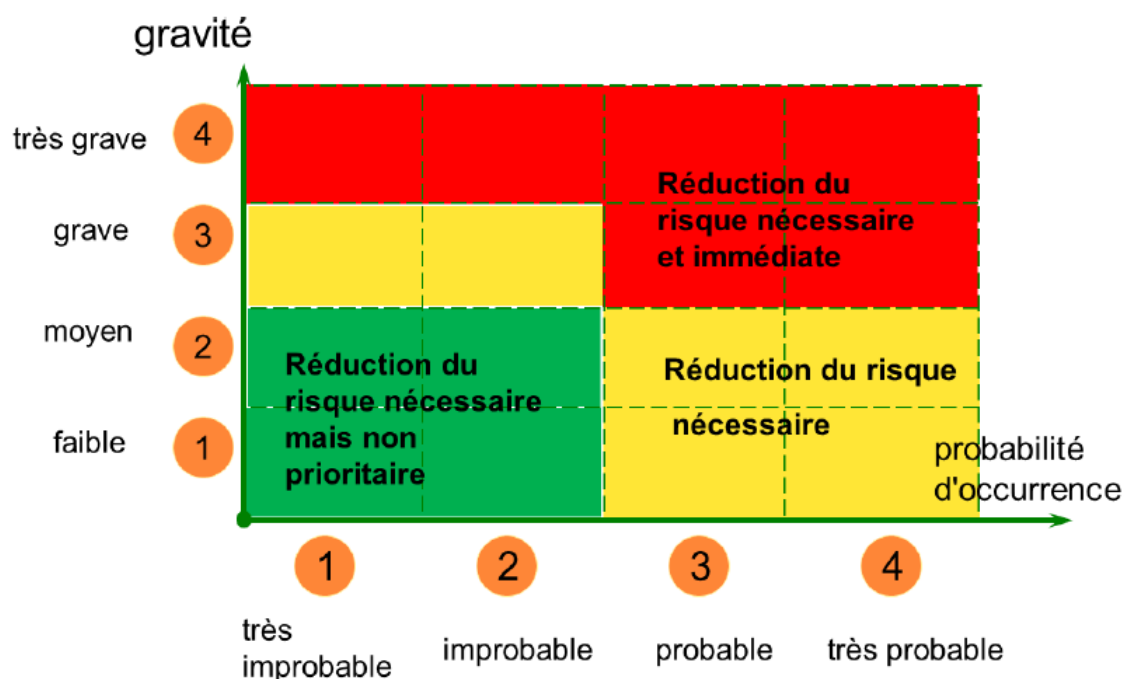 gravité
très grave
4
Réduction du
risque nécessaire
et immédiate
grave
3
moyen
2
Réduction du
risque nécessaire
mais non
prioritaire
Réduction du risque
nécessaire
faible
1
probabilité
d'occurrence
1
2
3
4
très
improbable
improbable
probable
très probable